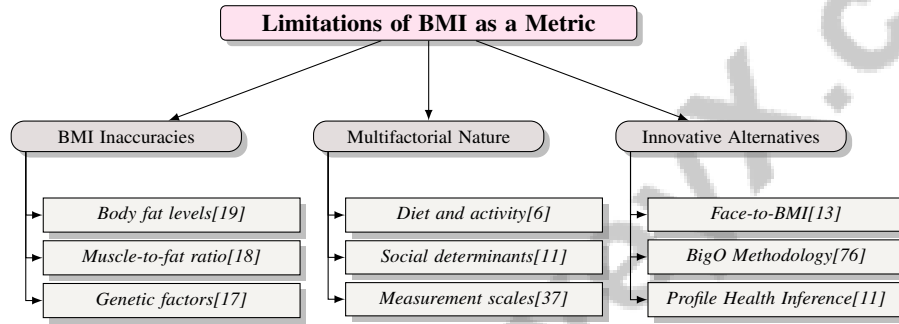 Limitations of BMI as a Metric
BMI Inaccuracies
Body fat levels[19]
Muscle-to-fat ratio[18]
Genetic factors[17]
Multifactorial Nature
Diet and activity[6]
Social determinants[11]
Measurement scales[37]
Innovative Alternatives
Face-to-BMI[13]
BigO Methodology[76]
Profile Health Inference[11]